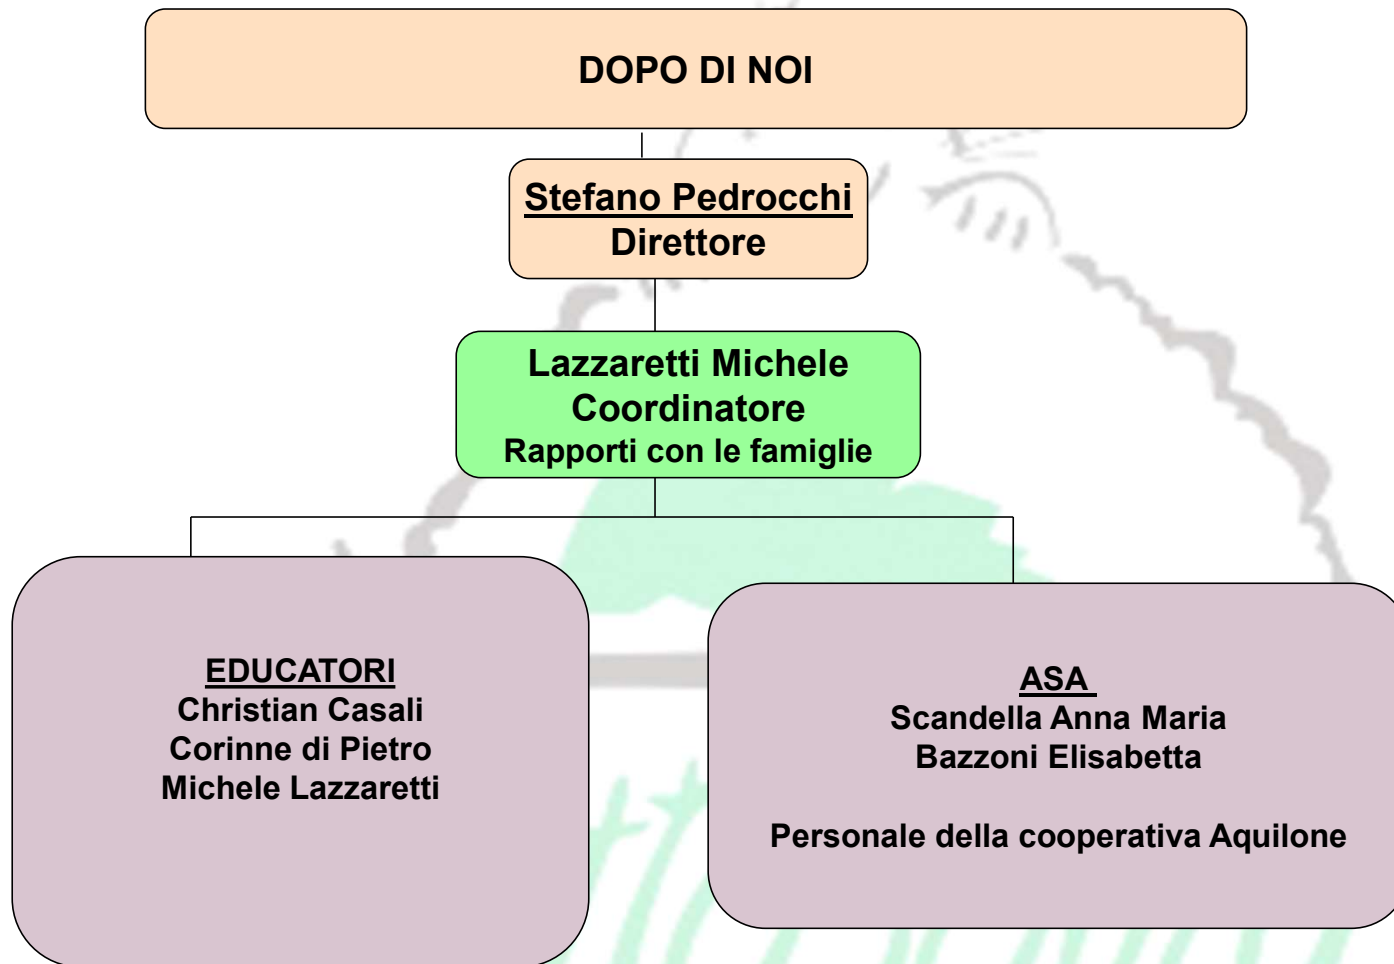 DOPO DI NOI
Stefano Pedrocchi
Direttore
Lazzaretti Michele
Coordinatore
Rapporti con le famiglie
EDUCATORI
Christian Casali
Corinne di Pietro
Michele Lazzaretti
ASA
Scandella Anna Maria
Bazzoni Elisabetta
Personale della cooperativa Aquilone